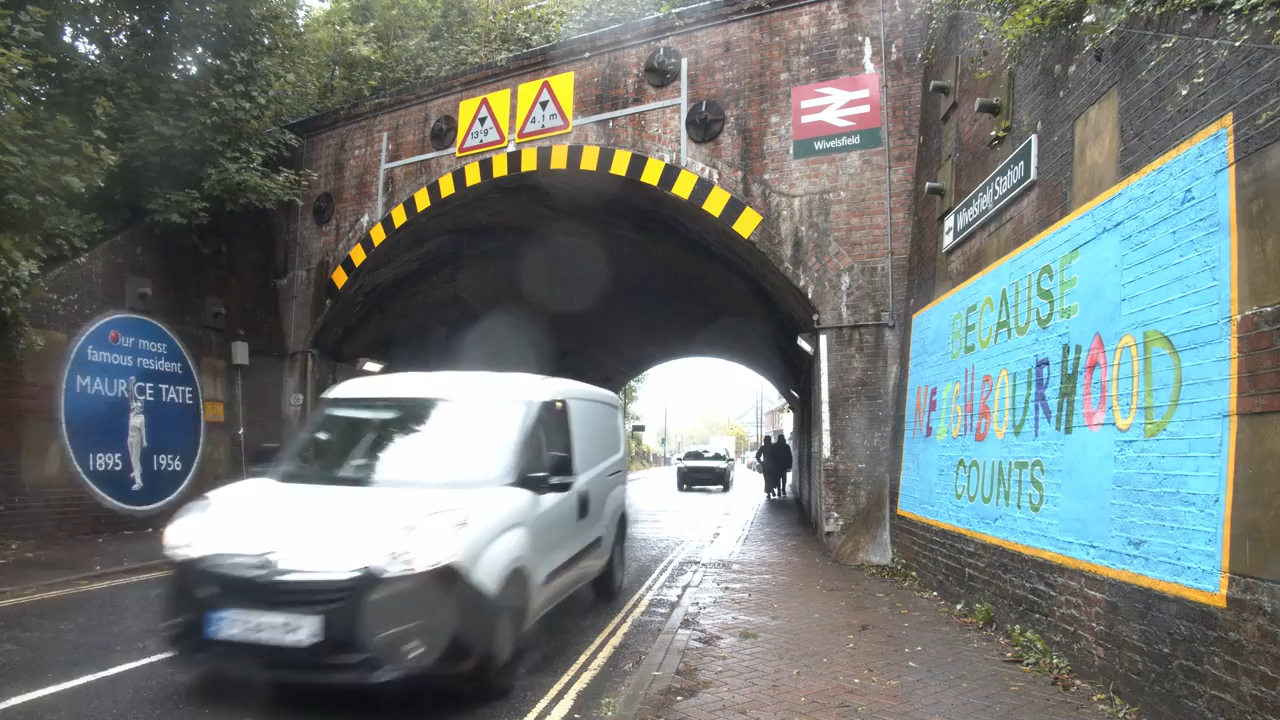 13'-9"
4.1 m
Wivelsfield
Wivelsfield Station
Our most
famous resident
MAURICE TATE
1895 1956
BECAUSE
NEIGHBOURHOOD
COUNTS